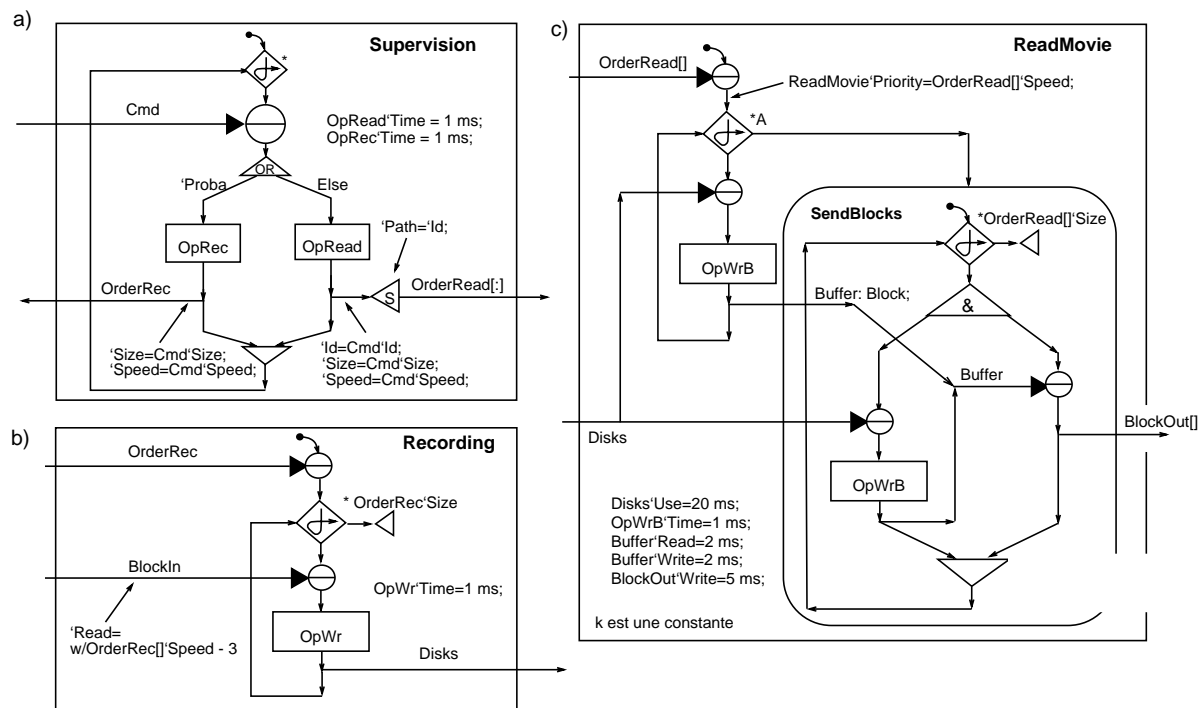 a)
Supervision
*
Cmd
OpRead‘Time = 1 ms;
OpRec‘Time = 1 ms;
OR
‘Proba
Else
OpRec
OpRead
‘Path=‘Id;
OrderRec
S
OrderRead[:]
‘Size=Cmd‘Size;
‘Speed=Cmd‘Speed;
‘Id=Cmd‘Id;
‘Size=Cmd‘Size;
‘Speed=Cmd‘Speed;
b)
Recording
OrderRec
* OrderRec‘Size
BlockIn
OpWr‘Time=1 ms;
OpWr
‘Read=
w/OrderRec[]‘Speed - 3
Disks
c)
ReadMovie
OrderRead[]
ReadMovie‘Priority=OrderRead[]‘Speed;
*A
SendBlocks
*OrderRead[]‘Size
OpWrB
Buffer: Block;
&
Buffer
Disks
BlockOut[]
OpWrB
Disks‘Use=20 ms;
OpWrB‘Time=1 ms;
Buffer‘Read=2 ms;
Buffer‘Write=2 ms;
BlockOut‘Write=5 ms;
k est une constante